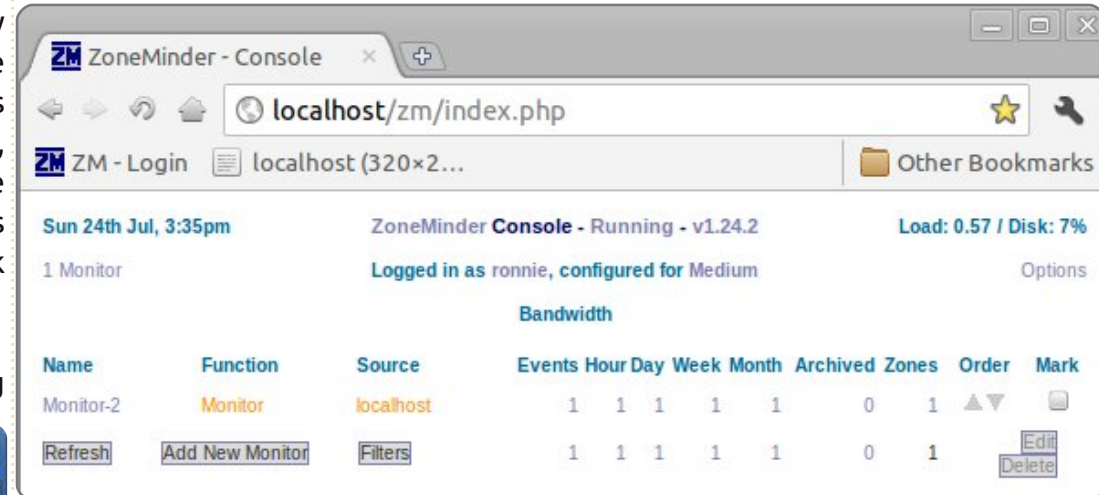 ZM ZoneMinder - Console
localhost/zm/index.php
ZM ZM - Login localhost (320×2... Other Bookmarks
Sun 24th Jul, 3:35pm ZoneMinder Console - Running - v1.24.2 Load: 0.57 / Disk: 7%
1 Monitor Logged in as ronnie, configured for Medium Options
Bandwidth
Name Function Source Events Hour Day Week Month Archived Zones Order Mark
Monitor-2 Monitor localhost 1 1 1 1 1 0 1
Refresh Add New Monitor Filters 1 1 1 1 1 0 1 Edit
Delete